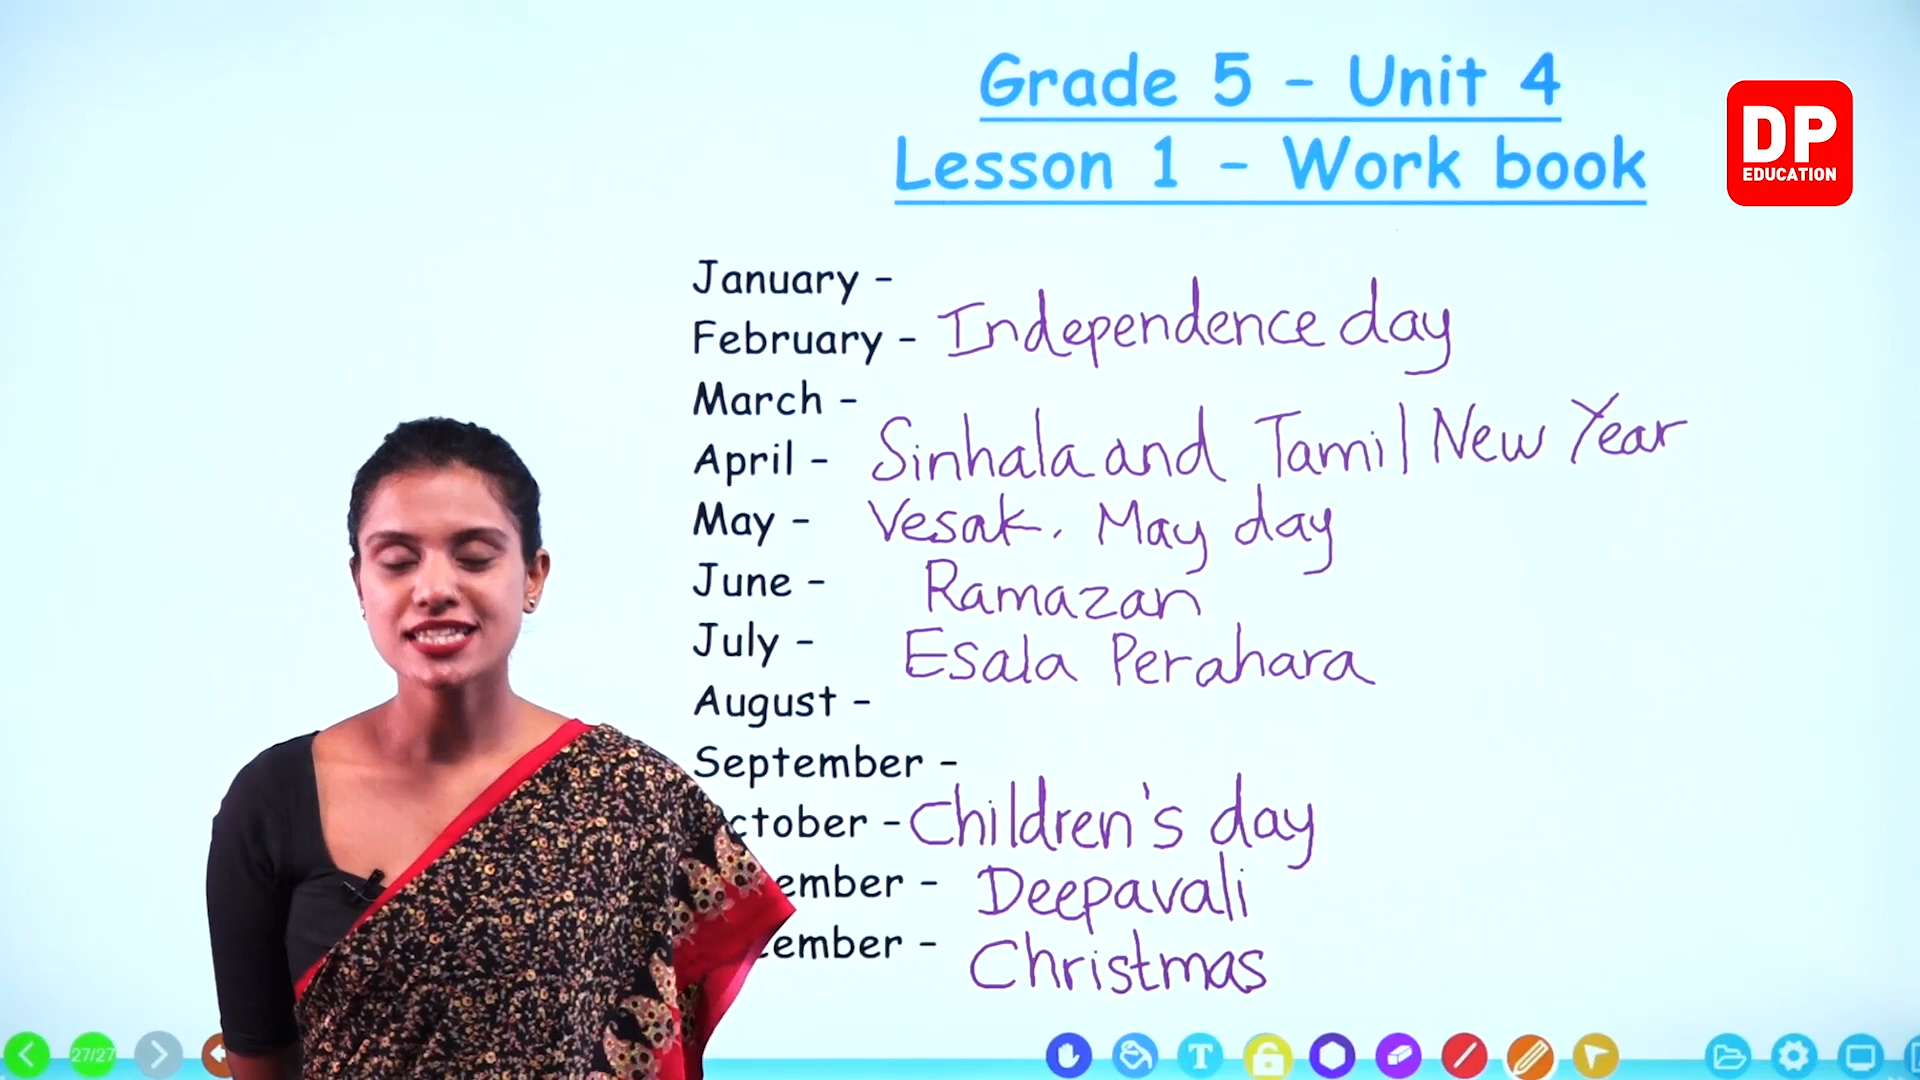 Grade 5 - Unit 4
Lesson 1 - Work book
DP
EDUCATION
January -
February - Independence day
March -
April - Sinhala and Tamil New Year
May - Vesak. May day
June - Ramazan
July - Esala Perahara
August -
September -
ctober - Children's day
ember - Deepavali
cember - Christmas
27/27
T